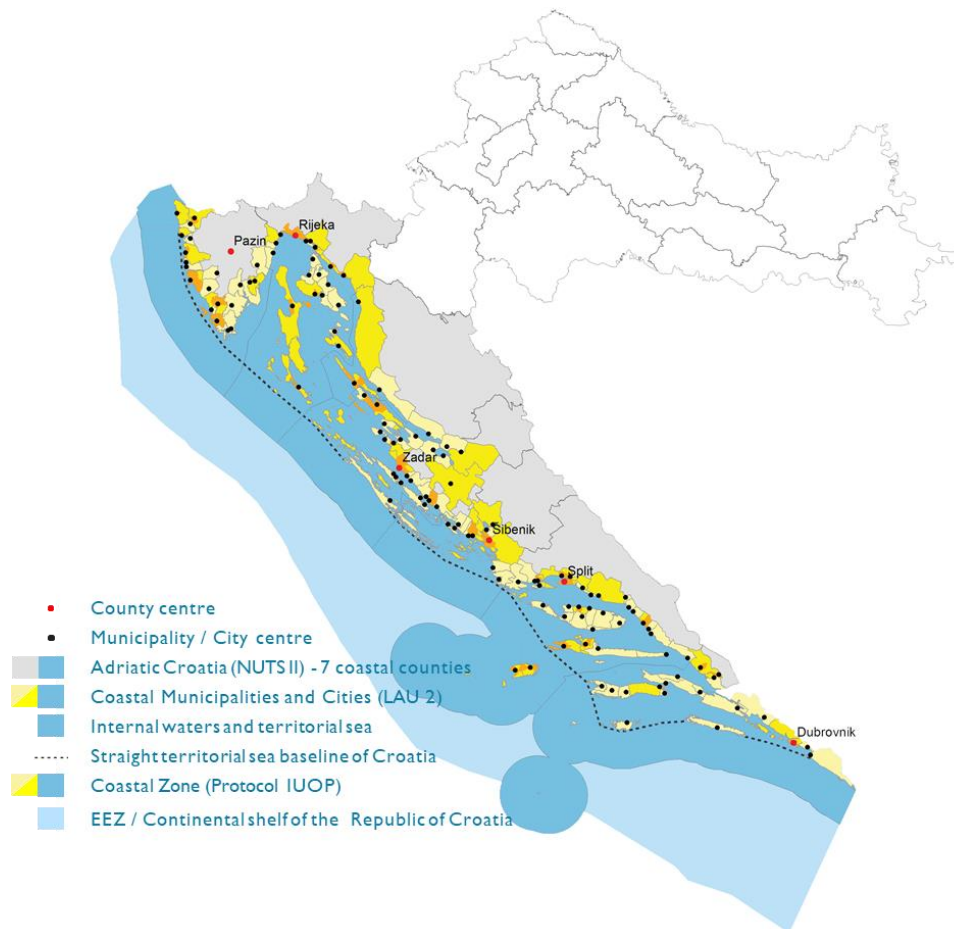 Rijeka
Pazin
Zadar
Šibenik
Split
Dubrovnik
County centre
Municipality / City centre
Adriatic Croatia (NUTS II) - 7 coastal counties
Coastal Municipalities and Cities (LAU 2)
Internal waters and territorial sea
Straight territorial sea baseline of Croatia
Coastal Zone (Protocol IUOP)
EEZ / Continental shelf of the Republic of Croatia